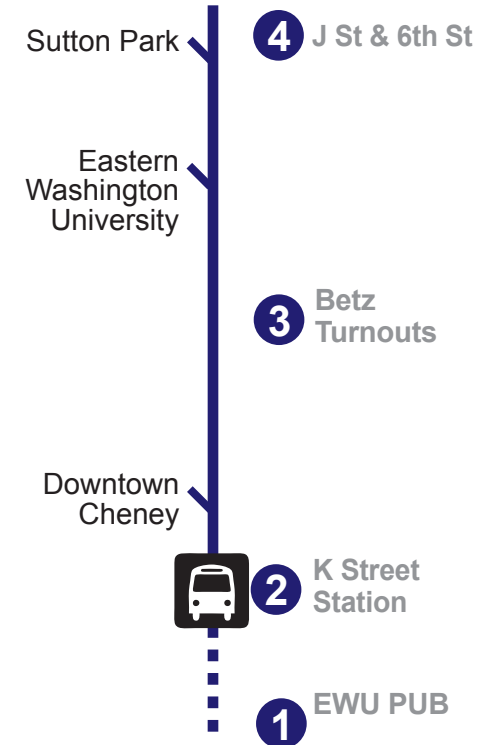 Sutton Park
4 J St & 6th St
Eastern
Washington
University
3 Betz
Turnouts
Downtown
Cheney
2 K Street
Station
1 EWU PUB